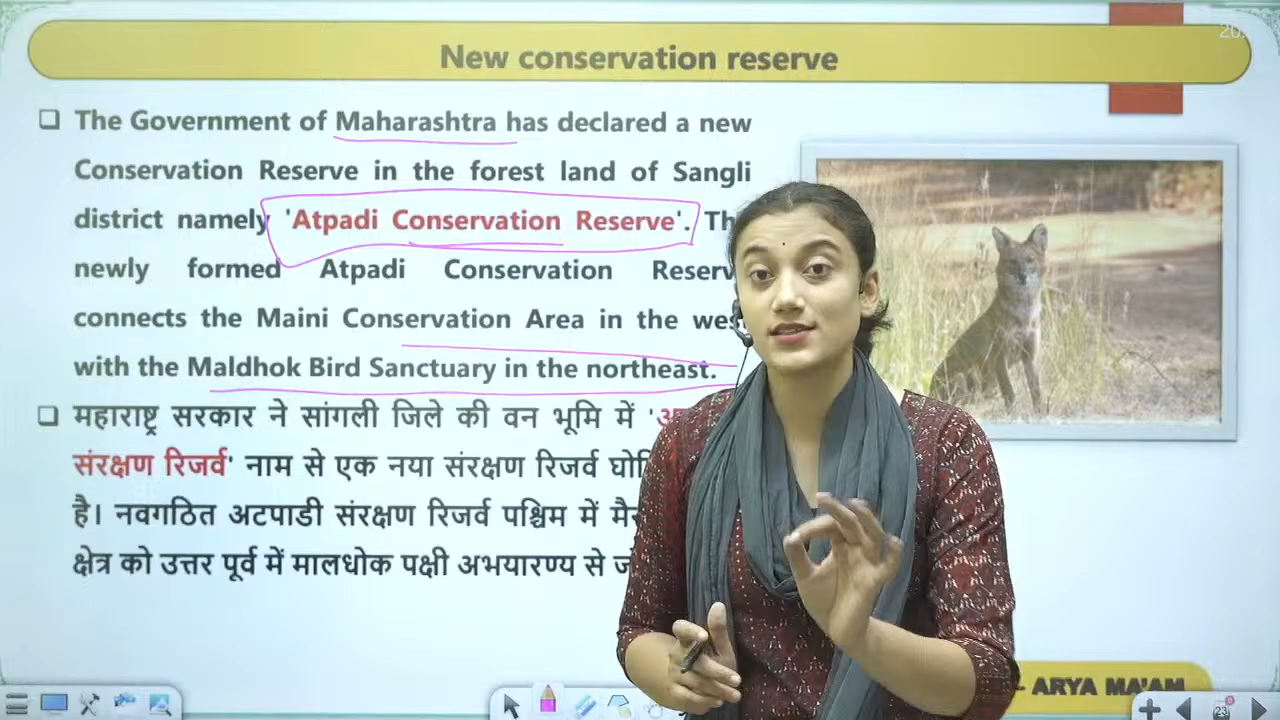 New conservation reserve
The Government of Maharashtra has declared a new
Conservation Reserve in the forest land of Sangli
district namely 'Atpadi Conservation Reserve'.
newly formed Atpadi Conservation
connects the Maini Conservation Area in the
with the Maldhok Bird Sanctuary in the northeast.
महाराष्ट्र सरकार ने सांगली जिले की वन भूमि में
संरक्षण रिजर्व' नाम से एक नया संरक्षण रिजर्व
है। नवगठित अटपाडी संरक्षण रिजर्व पश्चिम में
क्षेत्र को उत्तर पूर्व में मालधोक पक्षी अभयारण्य से
- ARYA MA'AM
23